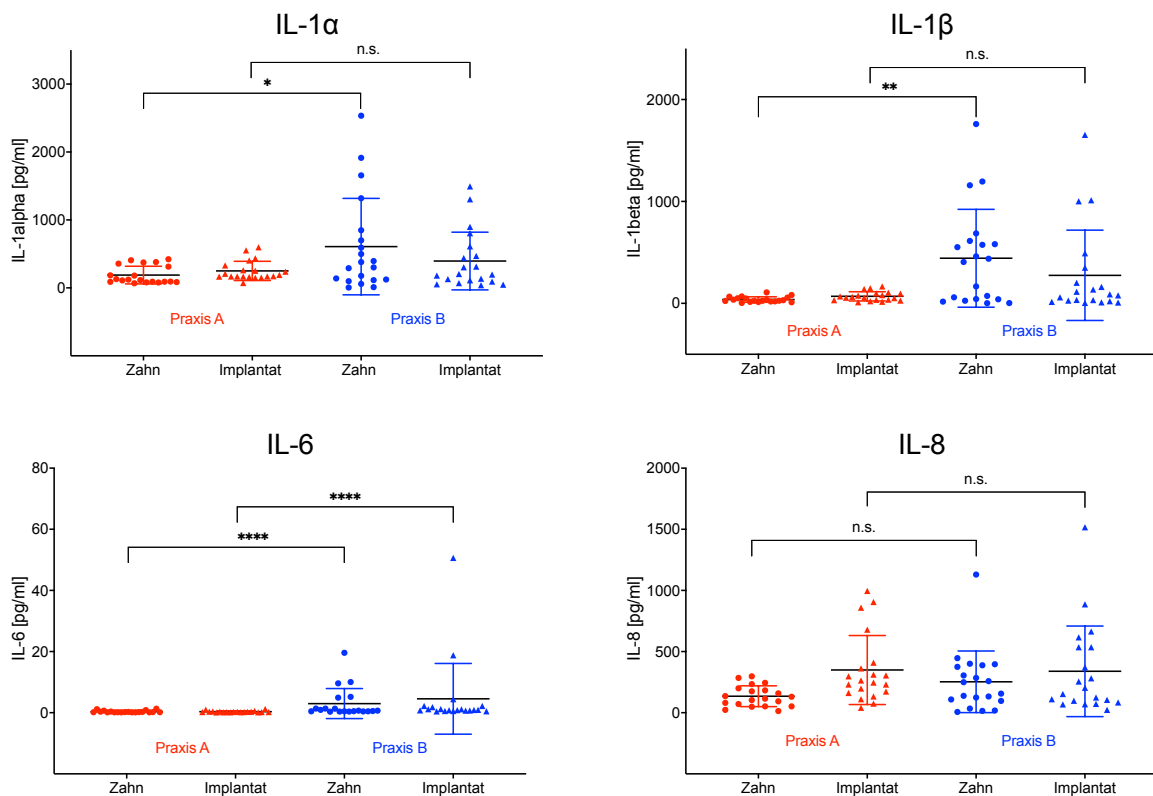 IL-1α
n.s.
*
3000
2000
1000
0
IL-1alpha [pg/ml]
Praxis A
Praxis B
Zahn Implantat Zahn Implantat
IL-1β
n.s.
**
2000
1000
0
IL-1beta [pg/ml]
Praxis A
Praxis B
Zahn Implantat Zahn Implantat
IL-6
80
60
40
20
0
****
****
IL-6 [pg/ml]
Praxis A
Praxis B
Zahn Implantat Zahn Implantat
IL-8
2000
1500
1000
500
0
n.s.
n.s.
IL-8 [pg/ml]
Praxis A
Praxis B
Zahn Implantat Zahn Implantat